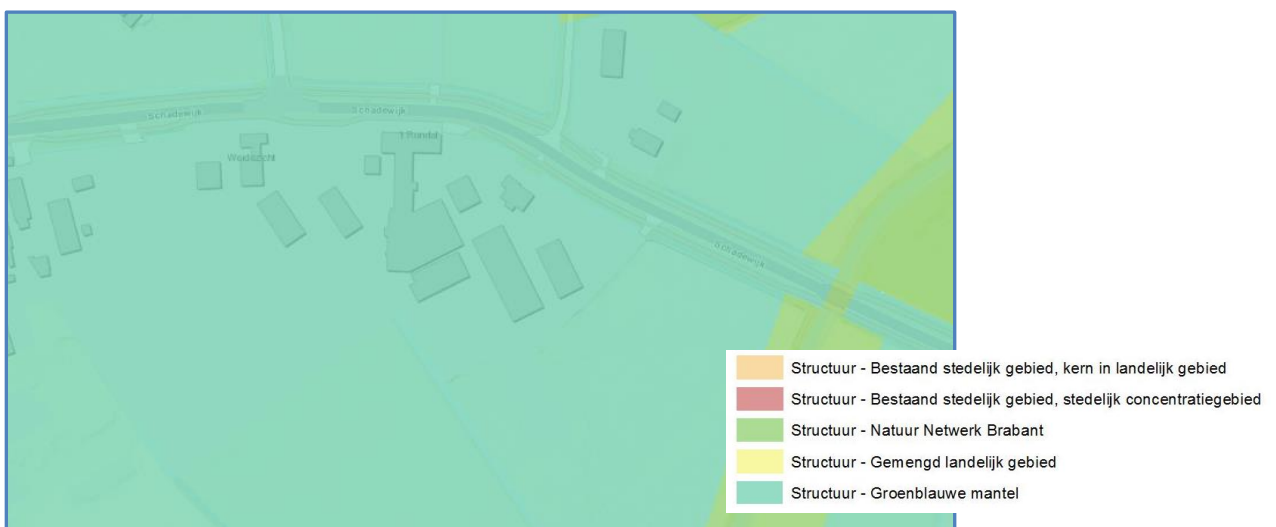 Schadewijk
Schadewijk
't Rondal
Schadewijk
Structuur - Bestaand stedelijk gebied, kern in landelijk gebied
Structuur - Bestaand stedelijk gebied, stedelijk concentratiegebied
Structuur - Natuur Netwerk Brabant
Structuur - Gemengd landelijk gebied
Structuur - Groenblauwe mantel